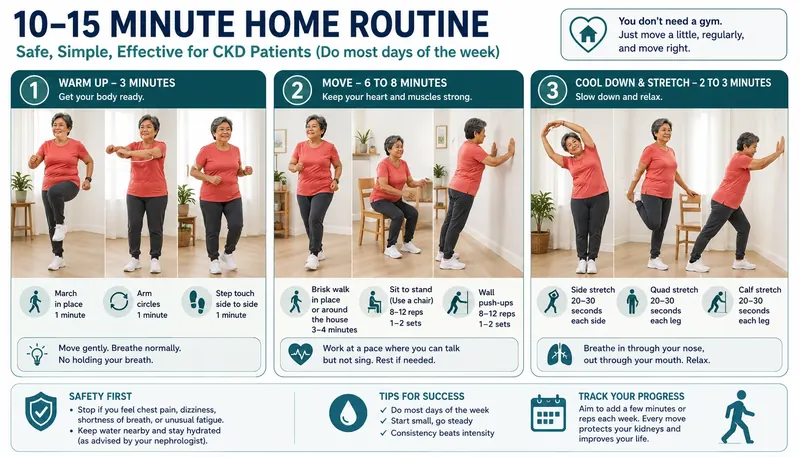 10–15 MINUTE HOME ROUTINE
Safe, Simple, Effective for CKD Patients (Do most days of the week)
You don't need a gym.
Just move a little, regularly,
and move right.
1 WARM UP – 3 MINUTES
Get your body ready.
March
in place
1 minute
Arm
circles
1 minute
Step touch
side to side
1 minute
Move gently. Breathe normally.
No holding your breath.
2 MOVE – 6 TO 8 MINUTES
Keep your heart and muscles strong.
Brisk walk
in place
or around
the house
3–4 minutes
Sit to stand
(Use a chair)
8–12 reps
1–2 sets
Wall
push-ups
8–12 reps
1–2 sets
Work at a pace where you can talk
but not sing. Rest if needed.
3 COOL DOWN & STRETCH – 2 TO 3 MINUTES
Slow down and relax.
Side stretch
20–30
seconds
each side
Quad stretch
20–30
seconds
each leg
Calf stretch
20–30
seconds
each leg
Breathe in through your nose,
out through your mouth. Relax.
SAFETY FIRST
• Stop if you feel chest pain, dizziness,
shortness of breath, or unusual fatigue.
• Keep water nearby and stay hydrated
(as advised by your nephrologist).
TIPS FOR SUCCESS
✓ Do most days of the week
✓ Start small, go steady
✓ Consistency beats intensity
TRACK YOUR PROGRESS
Aim to add a few minutes or
reps each week. Every move
protects your kidneys and
improves your life.